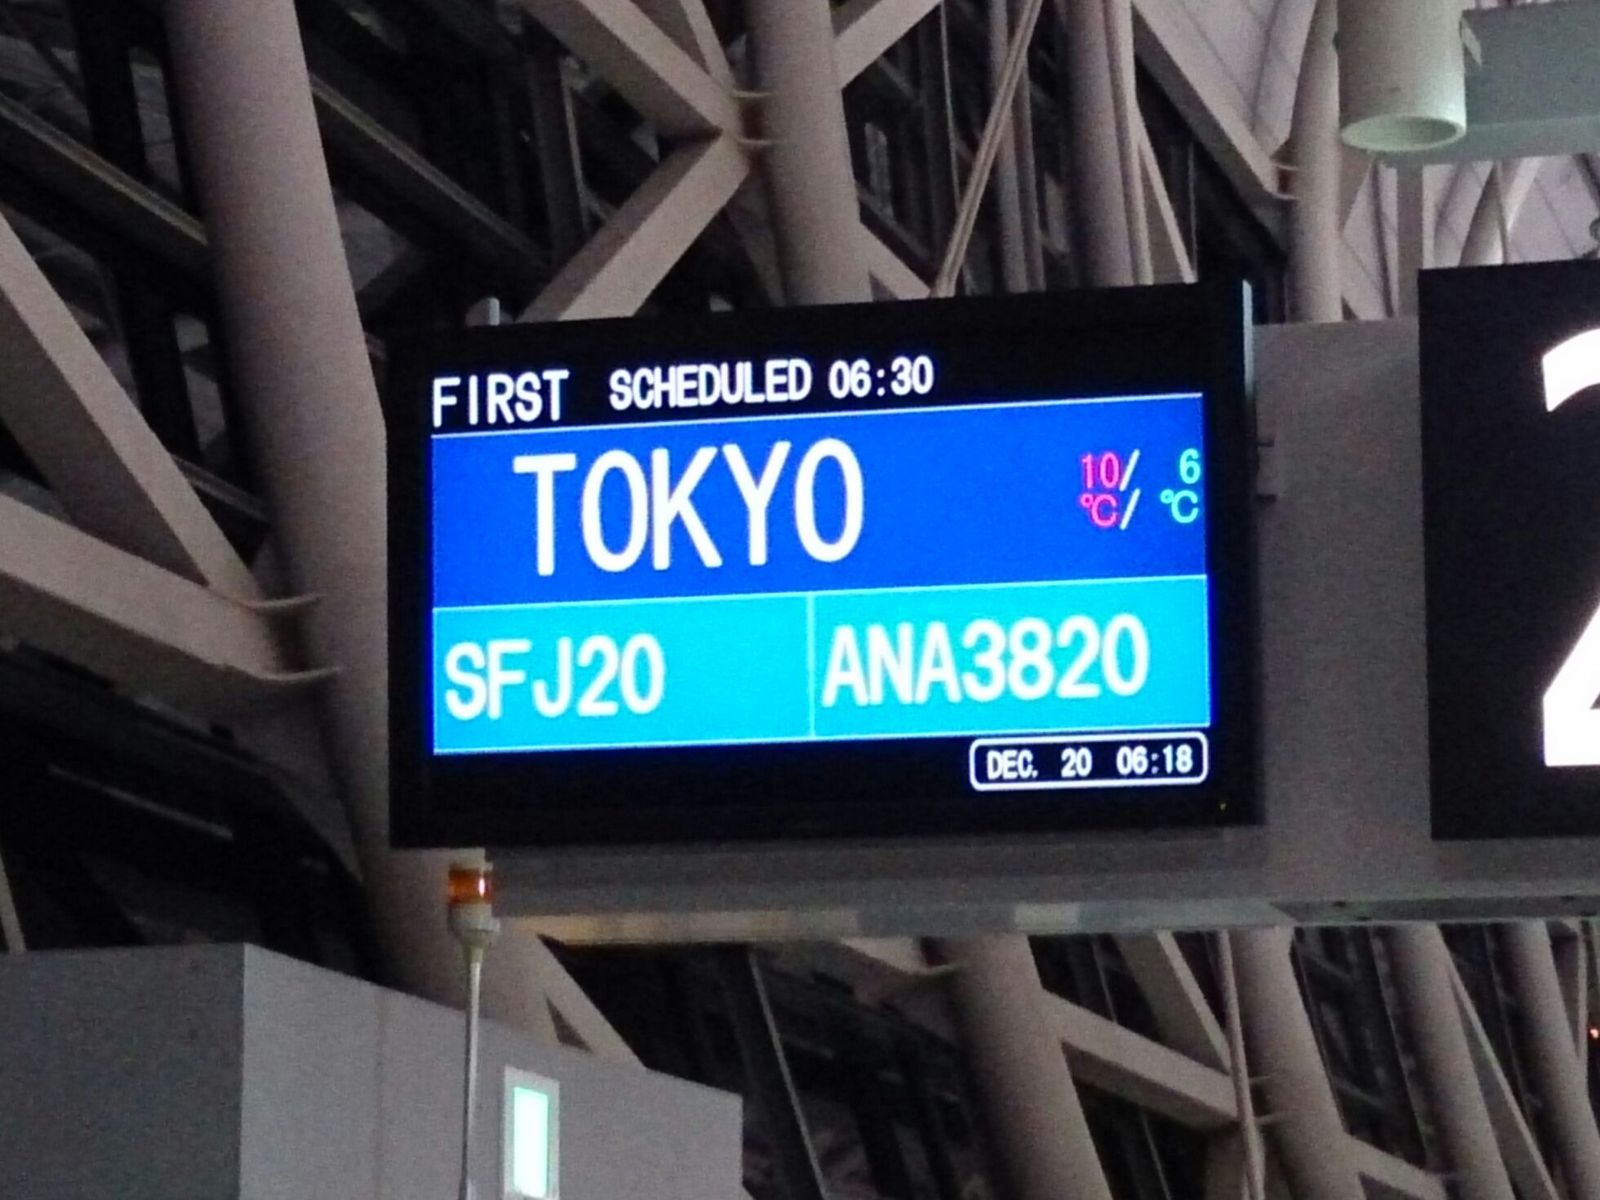 FIRST SCHEDULED 06:30
TOKYO 10/ 6
℃/ ℃
SFJ20 ANA3820
DEC. 20 06:18